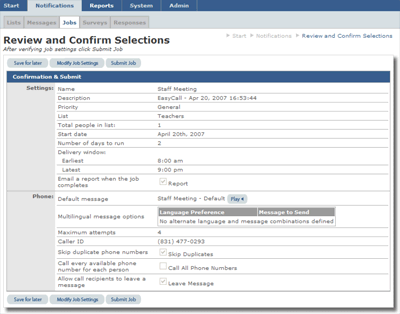 Start Notifications Reports System Admin
Lists Messages Jobs Surveys Responses
Review and Confirm Selections
Start Notifications Review and Confirm Selections
After verifying job settings click Submit Job
Save for later Modify Job Settings Submit Job
Confirmation & Submit
Settings: Name Staff Meeting
Description EasyCall - Apr 20, 2007 16:53:44
Priority General
List Teachers
Total people in list: 1
Start date April 20th, 2007
Number of days to run 2
Delivery window:
Earliest 8:00 am
Latest 9:00 pm
Email a report when the job
completes Report
Phone: Default message Staff Meeting - Default Play
Multilingual message options
Language Preference Message to Send
No alternate language and message combinations defined
Maximum attempts 4
Caller ID (831) 477-0293
Skip duplicate phone numbers Skip Duplicates
Call every available phone
number for each person Call All Phone Numbers
Allow call recipients to leave a
message Leave Message
Save for later Modify Job Settings Submit Job